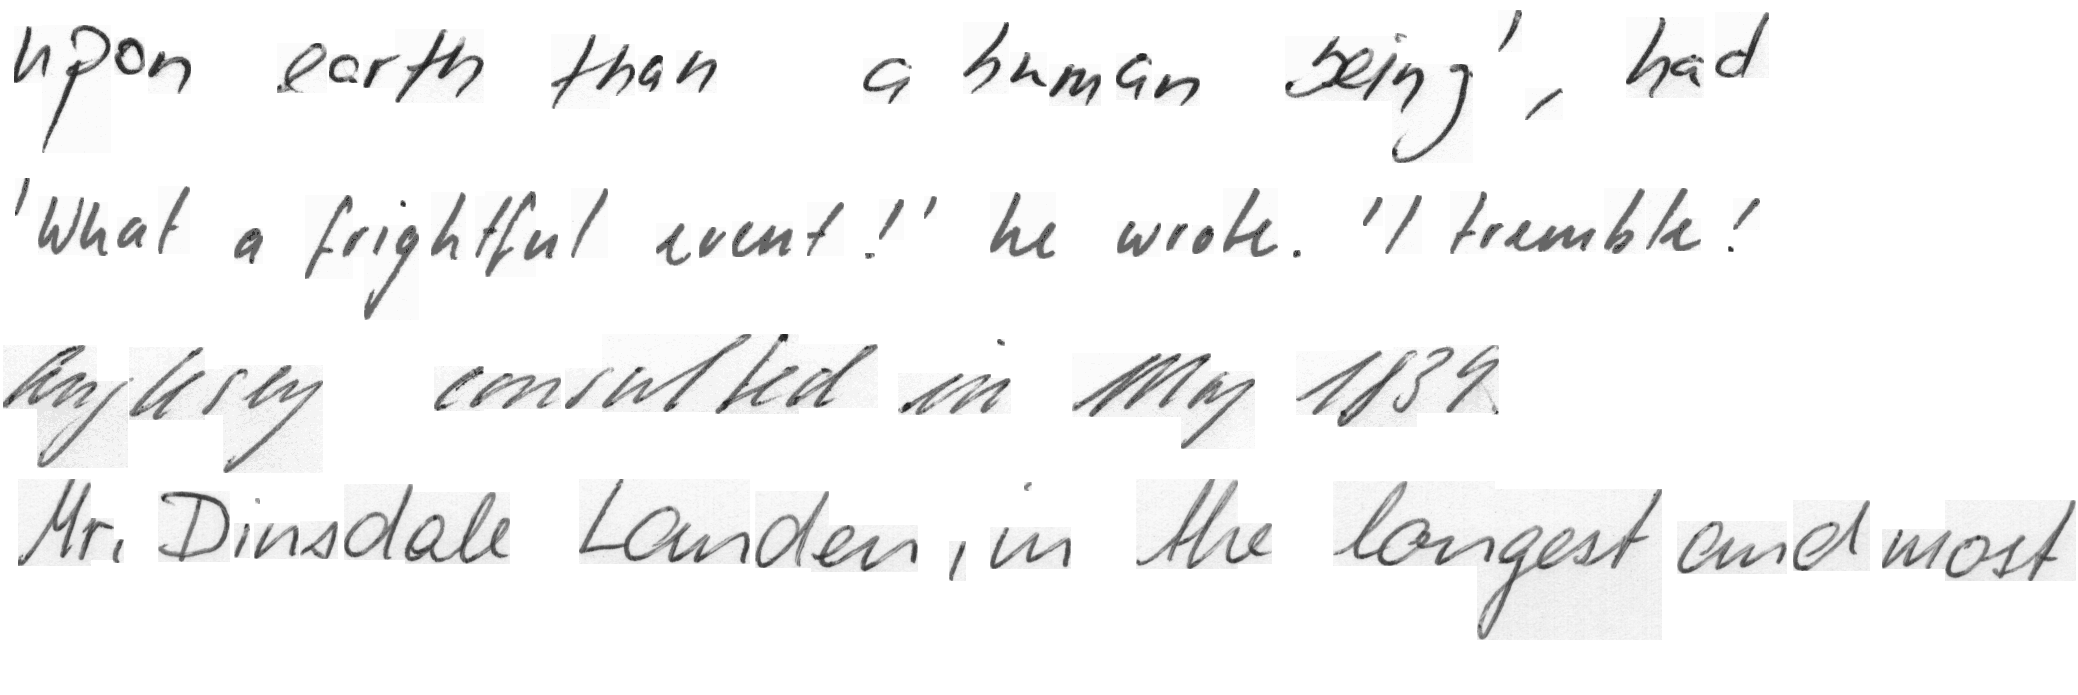 upon earth than a human being', had
'What a frightful event!' he wrote. 'I tremble!
Anglesey consulted in May 1839
Mr. Dinsdale Landen, in the longest and most